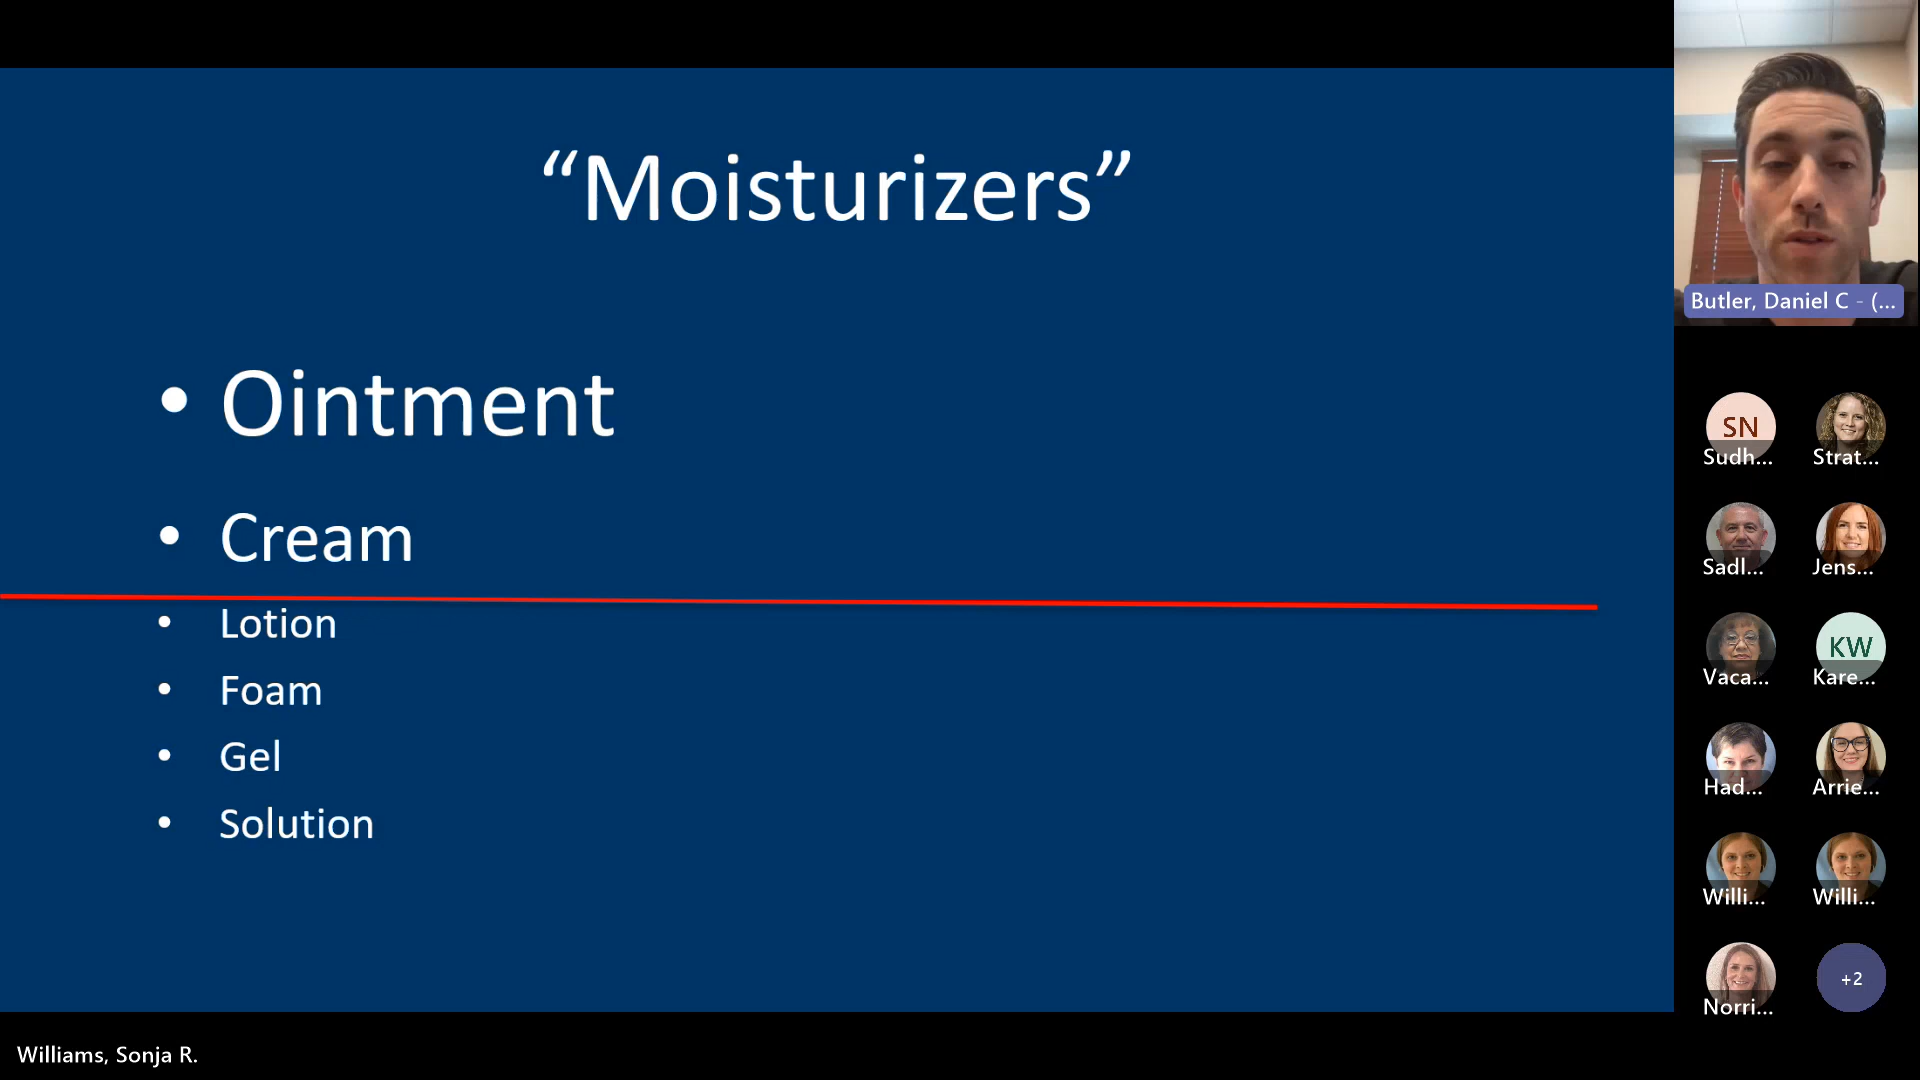 “Moisturizers”
• Ointment
• Cream
• Lotion
• Foam
• Gel
• Solution
Butler, Daniel C - (...
SN
Sudh...
Strat...
Sadl...
Jens...
Vaca...
KW
Kare...
Had...
Arrie...
Willi...
Willi...
Norri...
+2
Williams, Sonja R.